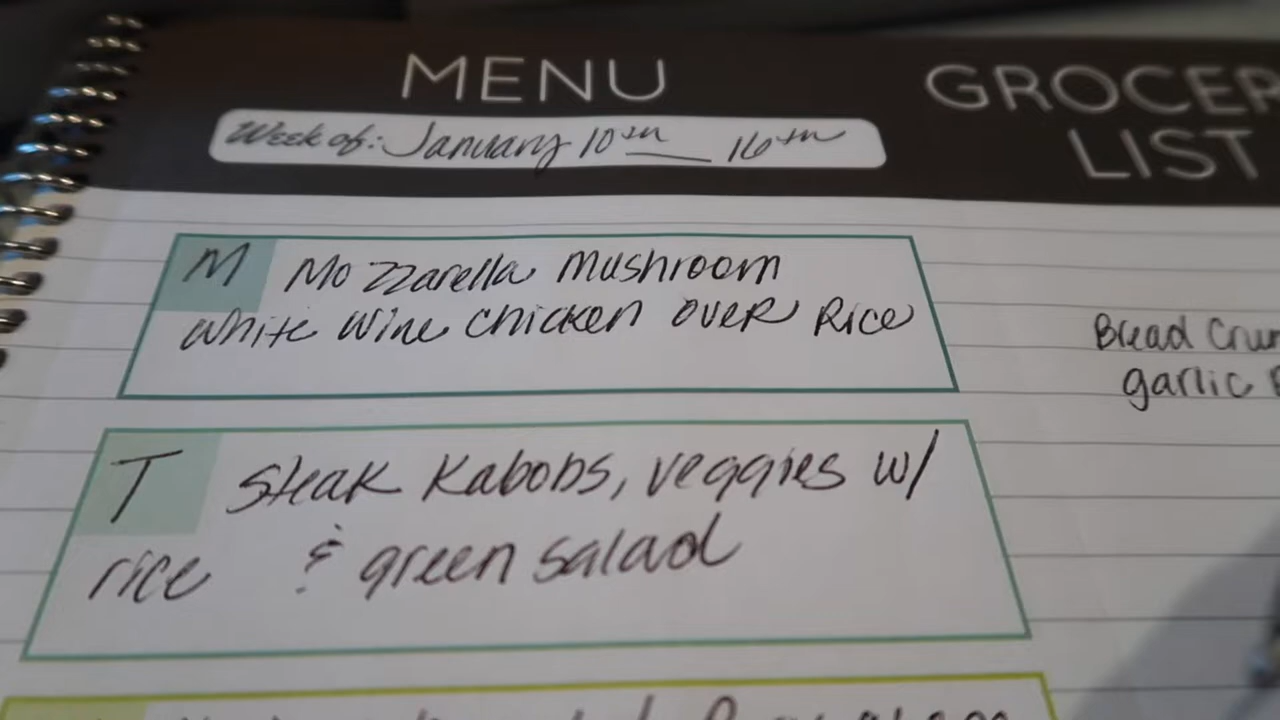 MENU
GROCER
LIST
Week of: January 10th __ 16th
M Mozzarella Mushroom
white wine chicken over Rice
Bread Crum
garlic
T Steak Kabobs, veggies w/
rice & green salad